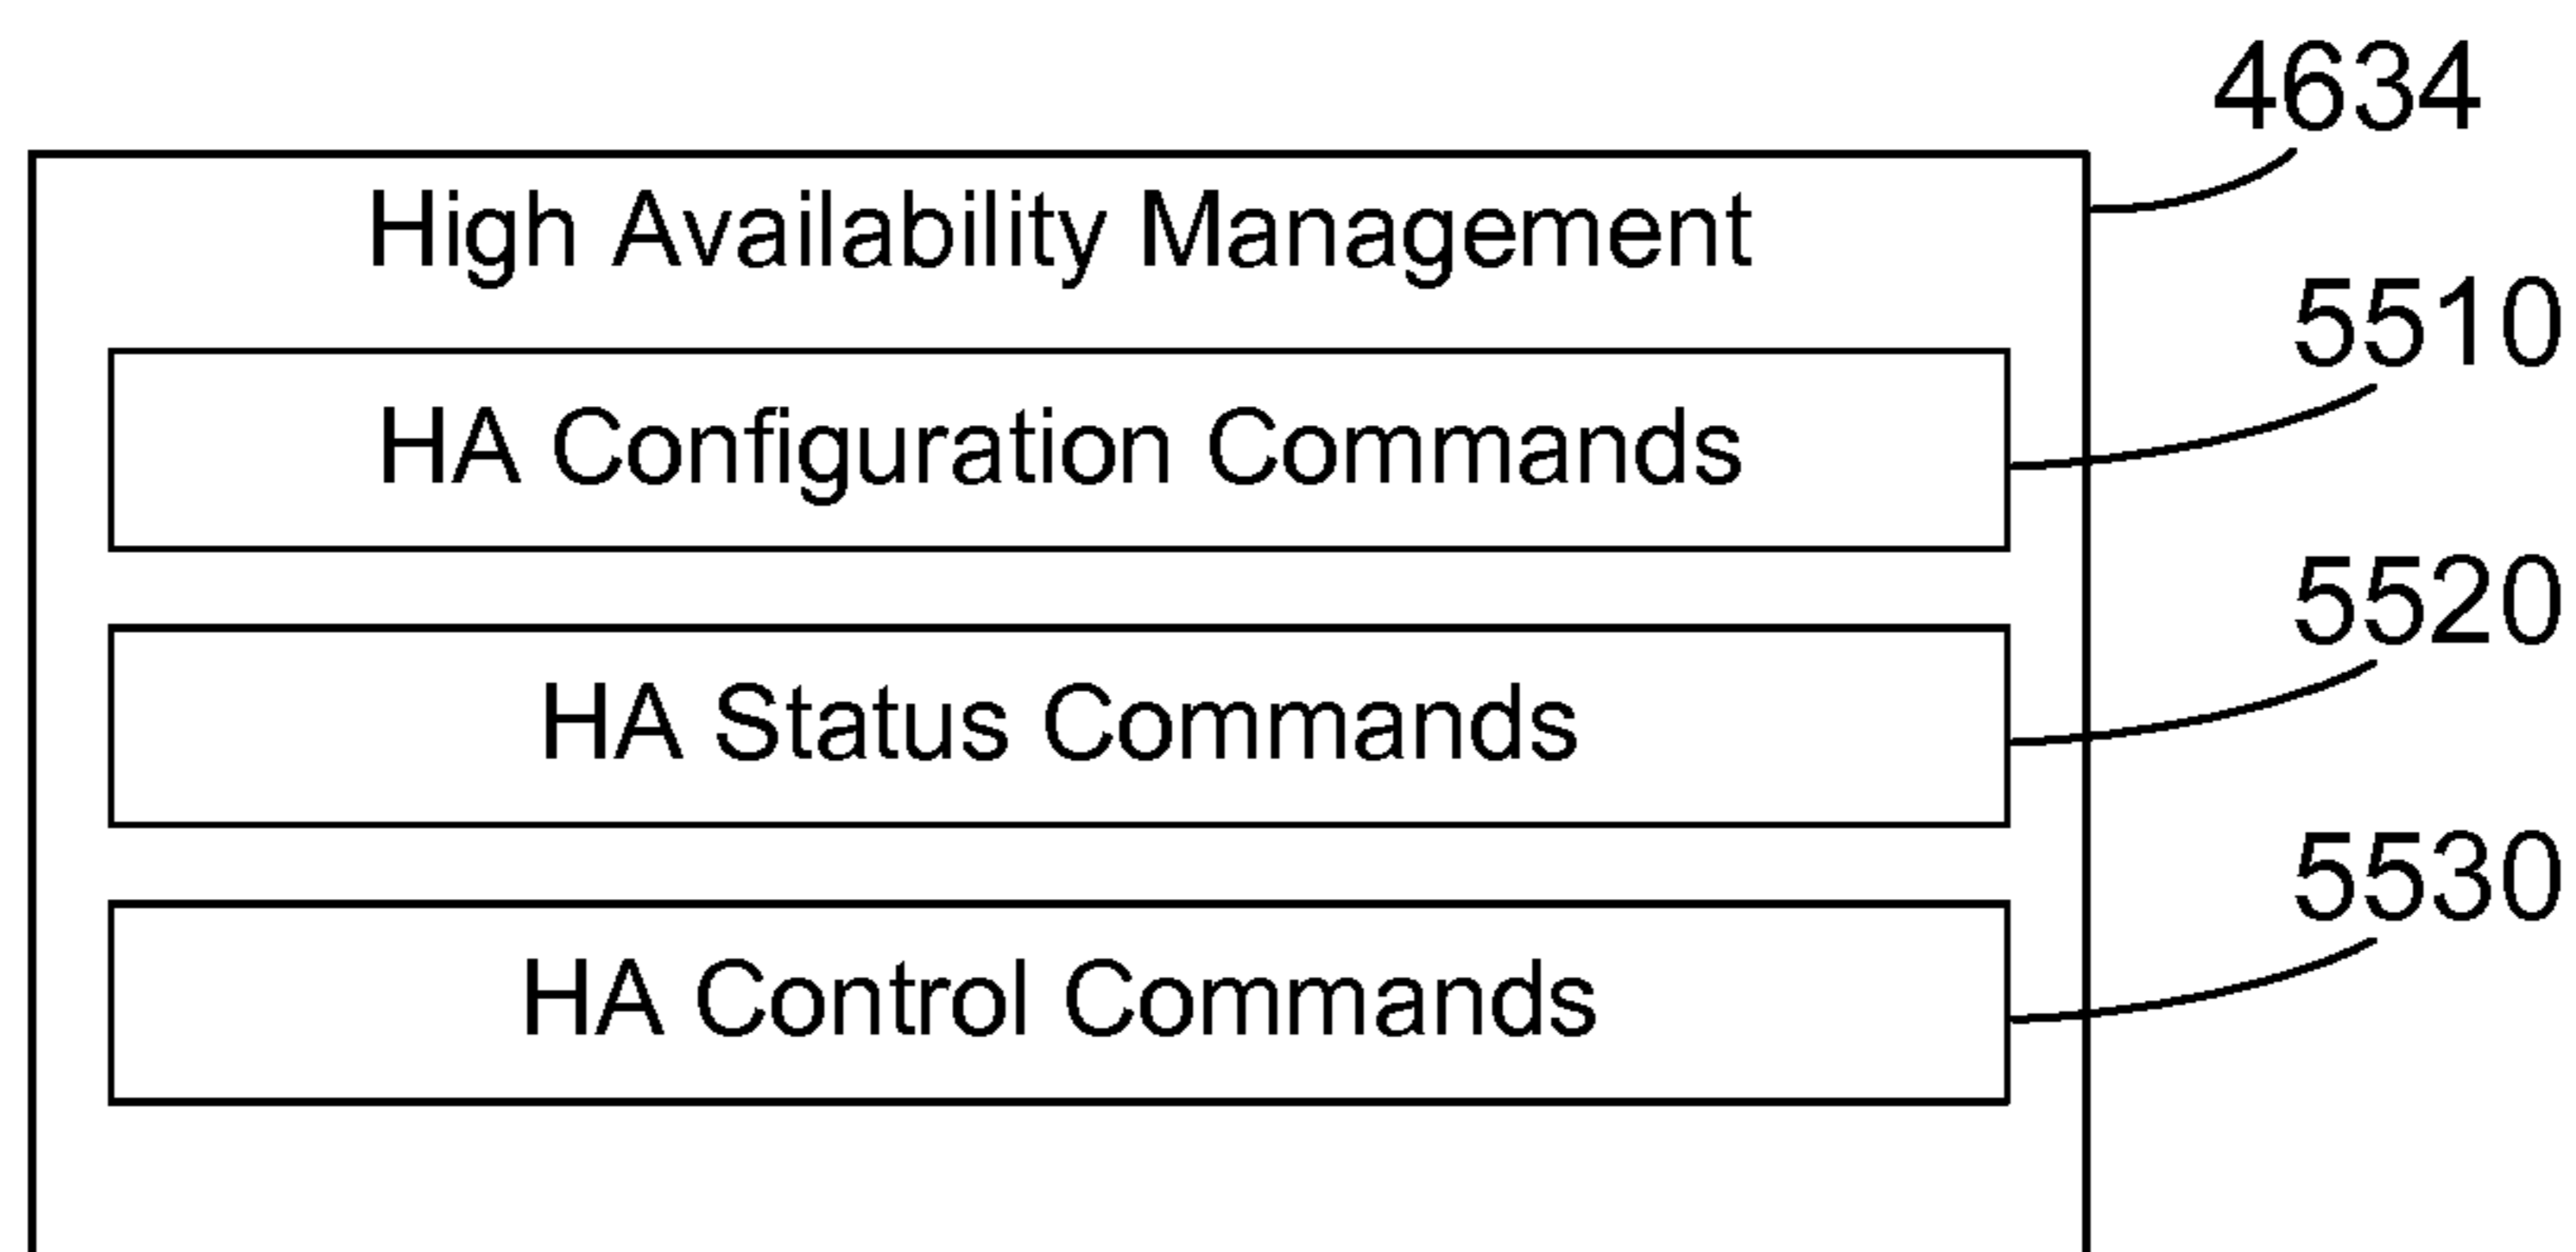 4634
High Availability Management
5510
HA Configuration Commands
5520
HA Status Commands
5530
HA Control Commands